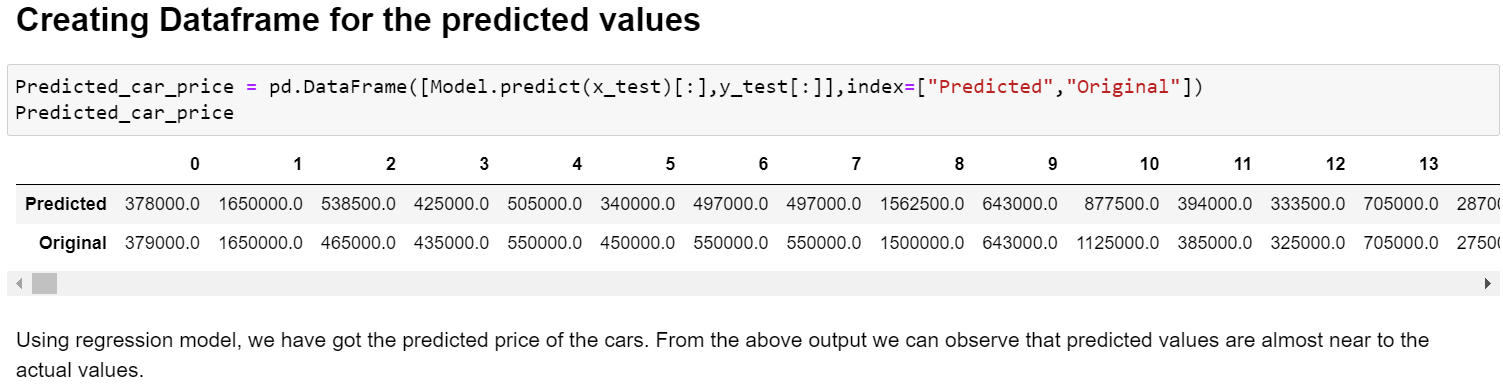 Creating Dataframe for the predicted values
Predicted_car_price = pd.DataFrame([Model.predict(x_test)[:],y_test[:]],index=["Predicted","Original"])
Predicted_car_price
0 1 2 3 4 5 6 7 8 9 10 11 12 13
Predicted 378000.0 1650000.0 538500.0 425000.0 505000.0 340000.0 497000.0 497000.0 1562500.0 643000.0 877500.0 394000.0 333500.0 705000.0
Original 379000.0 1650000.0 465000.0 435000.0 550000.0 450000.0 550000.0 550000.0 1500000.0 643000.0 1125000.0 385000.0 325000.0 705000.0
Using regression model, we have got the predicted price of the cars. From the above output we can observe that predicted values are almost near to the
actual values.